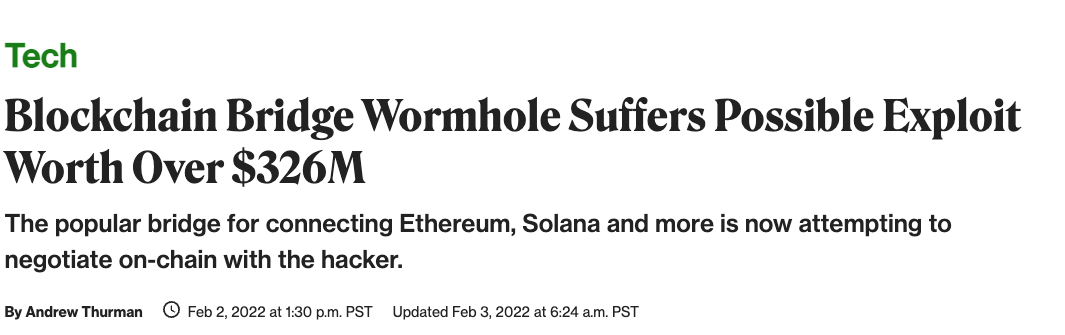 Tech
Blockchain Bridge Wormhole Suffers Possible Exploit
Worth Over $326M
The popular bridge for connecting Ethereum, Solana and more is now attempting to
negotiate on-chain with the hacker.
By Andrew Thurman Feb 2, 2022 at 1:30 p.m. PST Updated Feb 3, 2022 at 6:24 a.m. PST